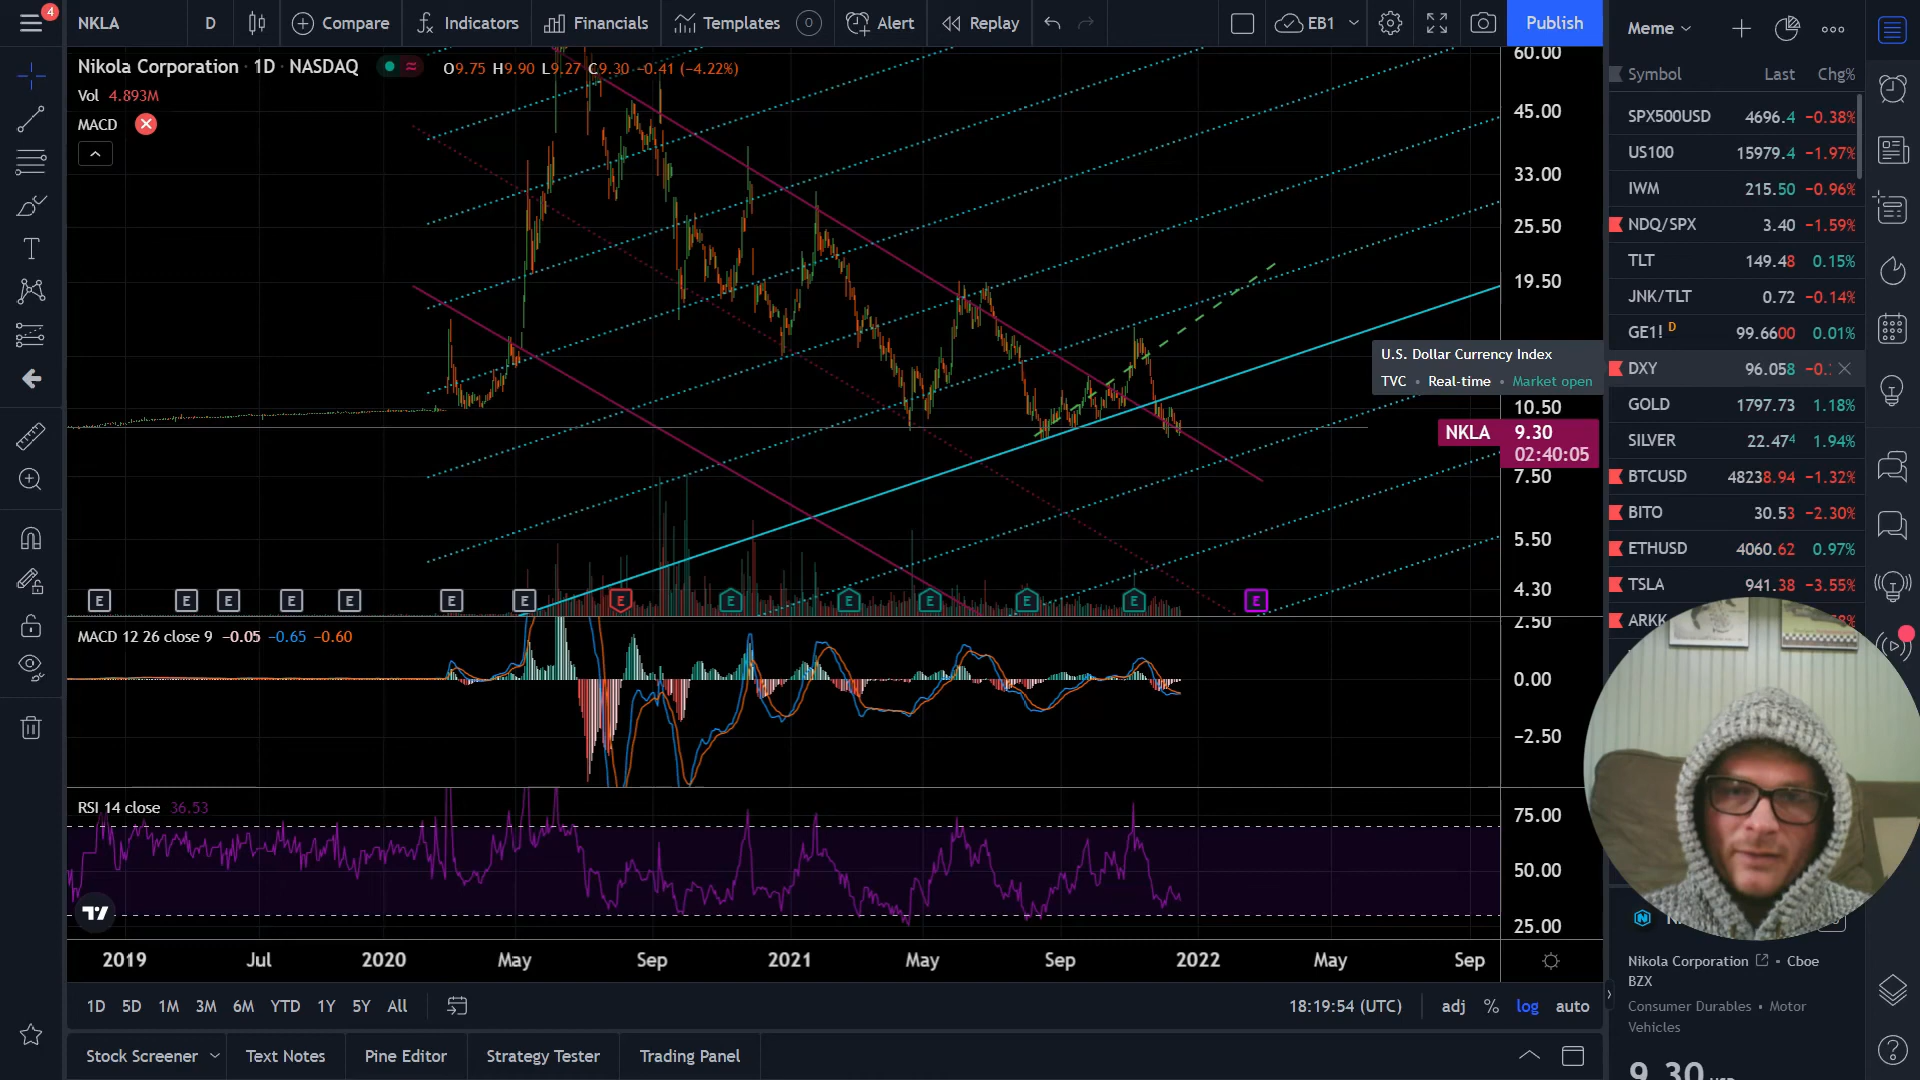 4
NKLA
D
Compare
Indicators
Financials
Templates
Alert
Replay
EB1
Publish
Meme
Nikola Corporation · 1D · NASDAQ
O9.75 H9.90 L9.27 C9.30 −0.41 (−4.22%)
Vol 4.893M
MACD
60.00
45.00
33.00
25.50
19.50
10.50
NKLA 9.30
02:40:05
7.50
5.50
4.30
U.S. Dollar Currency Index
TVC • Real-time • Market open
E E E E E E E E E E E E E E
MACD 12 26 close 9 −0.05 −0.65 −0.60
2.50
0.00
−2.50
RSI 14 close 36.53
75.00
50.00
25.00
2019 Jul 2020 May Sep 2021 May Sep 2022 May Sep
1D 5D 1M 3M 6M YTD 1Y 5Y All
18:19:54 (UTC) adj % log auto
Stock Screener Text Notes Pine Editor Strategy Tester Trading Panel
Symbol Last Chg%
SPX500USD 4696.4 −0.38%
US100 15979.4 −1.97%
IWM 215.50 −0.96%
NDQ/SPX 3.40 −1.59%
TLT 149.48 0.15%
JNK/TLT 0.72 −0.14%
GE1! D 99.6600 0.01%
DXY 96.058 −0.
GOLD 1797.73 1.18%
SILVER 22.474 1.94%
BTCUSD 48238.94 −1.32%
BITO 30.53 −2.30%
ETHUSD 4060.62 0.97%
TSLA 941.38 −3.55%
ARKK
Nikola Corporation • Cboe
BZX
Consumer Durables • Motor
Vehicles
9.30